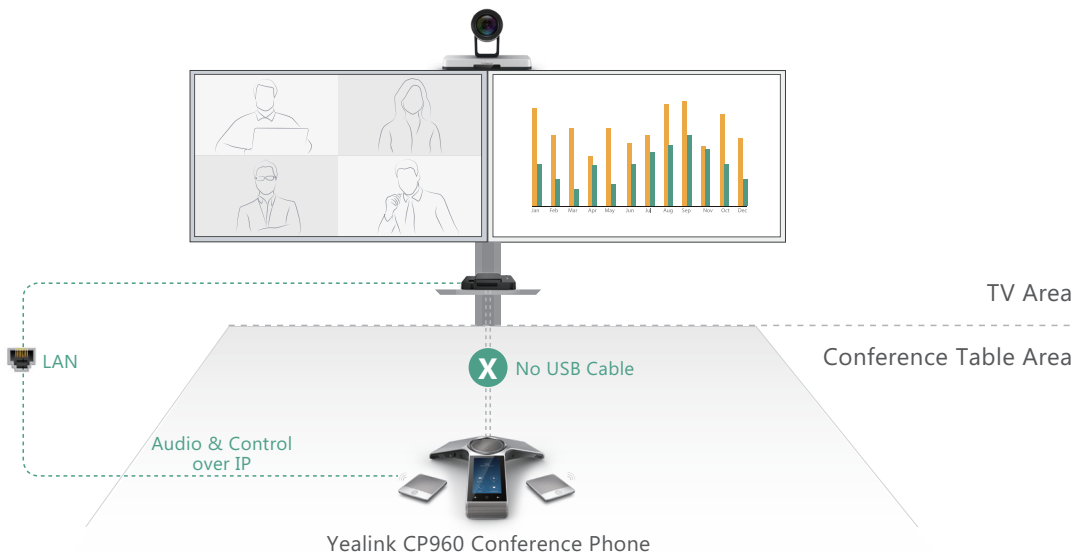 Jan Feb Mar Apr May Jun Jul Aug Sep Nov Oct Dec
TV Area
Conference Table Area
LAN
X No USB Cable
Audio & Control
over IP
Yealink CP960 Conference Phone